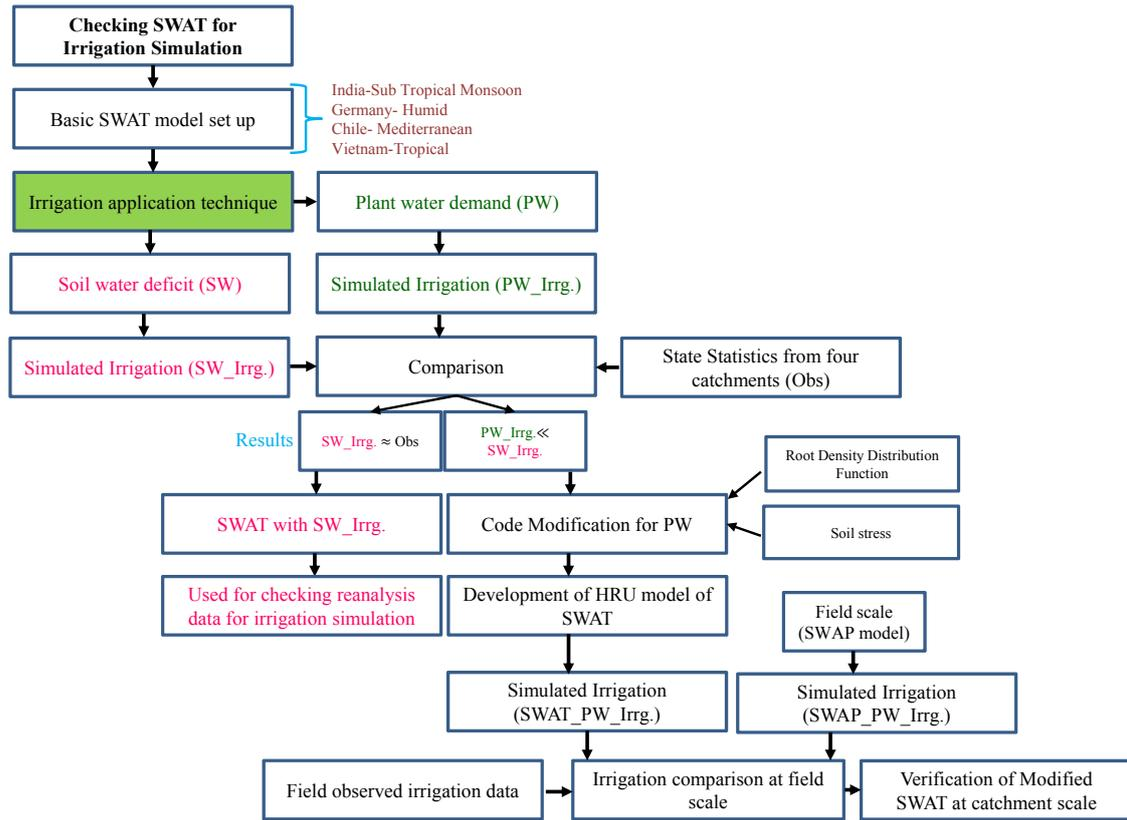 Checking SWAT for
Irrigation Simulation
Basic SWAT model set up
India-Sub Tropical Monsoon
Germany- Humid
Chile- Mediterranean
Vietnam-Tropical
Irrigation application technique
Plant water demand (PW)
Soil water deficit (SW)
Simulated Irrigation (PW_Irrg.)
Simulated Irrigation (SW_Irrg.)
Comparison
State Statistics from four
catchments (Obs)
Results
SW_Irrg. ≈ Obs
PW_Irrg.≪
SW_Irrg.
Root Density Distribution
Function
SWAT with SW_Irrg.
Code Modification for PW
Soil stress
Used for checking reanalysis
data for irrigation simulation
Development of HRU model of
SWAT
Field scale
(SWAP model)
Simulated Irrigation
(SWAT_PW_Irrg.)
Simulated Irrigation
(SWAP_PW_Irrg.)
Field observed irrigation data
Irrigation comparison at field
scale
Verification of Modified
SWAT at catchment scale